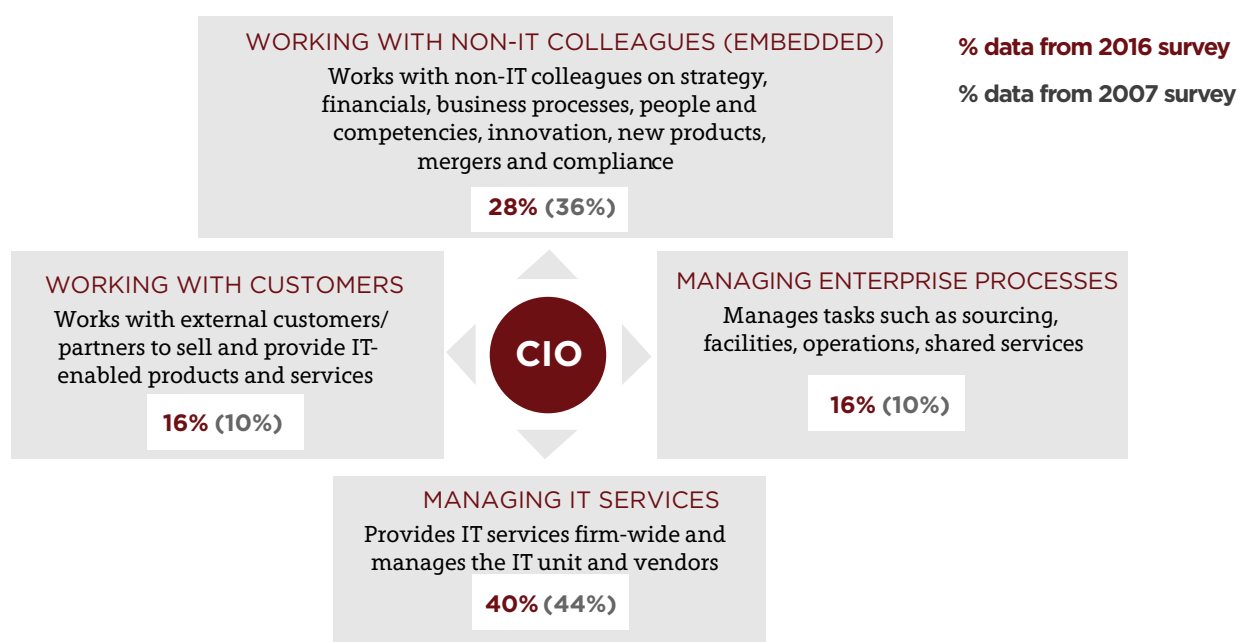 WORKING WITH NON-IT COLLEAGUES (EMBEDDED)
Works with non-IT colleagues on strategy,
financials, business processes, people and
competencies, innovation, new products,
mergers and compliance
28% (36%)
% data from 2016 survey
% data from 2007 survey
WORKING WITH CUSTOMERS
Works with external customers/
partners to sell and provide IT-
enabled products and services
16% (10%)
CIO
MANAGING ENTERPRISE PROCESSES
Manages tasks such as sourcing,
facilities, operations, shared services
16% (10%)
MANAGING IT SERVICES
Provides IT services firm-wide and
manages the IT unit and vendors
40% (44%)